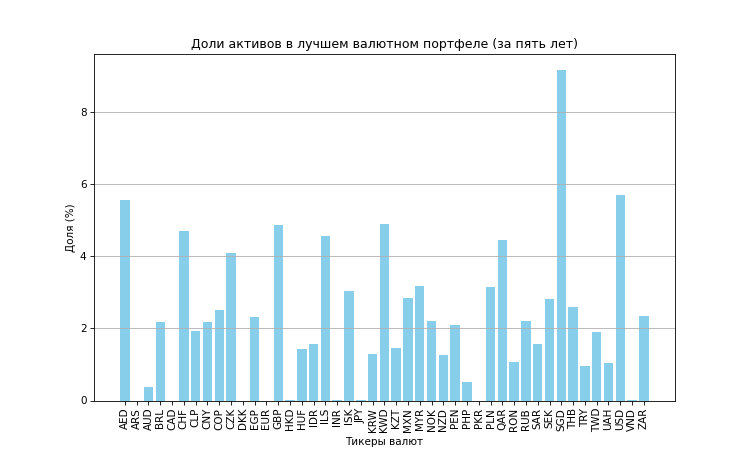 Доли активов в лучшем валютном портфеле (за пять лет)
Доля (%)
8
6
4
2
0
AED ARS AUD BRL CAD CHF CLP CNY COP CZK DKK EGP EUR GBP HKD HUF IDR ILS INR ISK JPY KRW KWD KZT MXN MYR NOK NZD PEN PHP PKR PLN QAR RON RUB SAR SEK SGD THB TRY TWD UAH USD VND ZAR
Тикеры валют